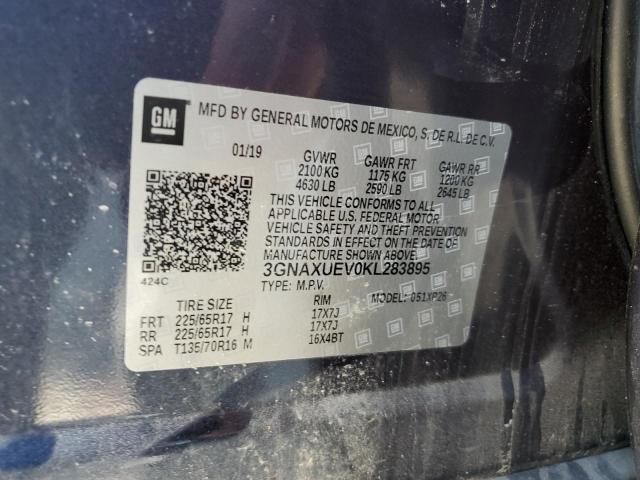 GM
MFD BY GENERAL MOTORS DE MEXICO, S. DE R.L. DE C.V.
01/19 GVWR GAWR FRT GAWR RR
2100 KG 1175 KG 1200 KG
4630 LB 2590 LB 2645 LB
THIS VEHICLE CONFORMS TO ALL
APPLICABLE U.S. FEDERAL MOTOR
VEHICLE SAFETY AND THEFT PREVENTION
STANDARDS IN EFFECT ON THE DATE OF
MANUFACTURE SHOWN ABOVE.
3GNAXUEV0KL283895
424C TYPE: M.P.V. MODEL: 051XP26
TIRE SIZE RIM
FRT 225/65R17 H 17X7J
RR 225/65R17 H 17X7J
SPA T135/70R16 M 16X4BT